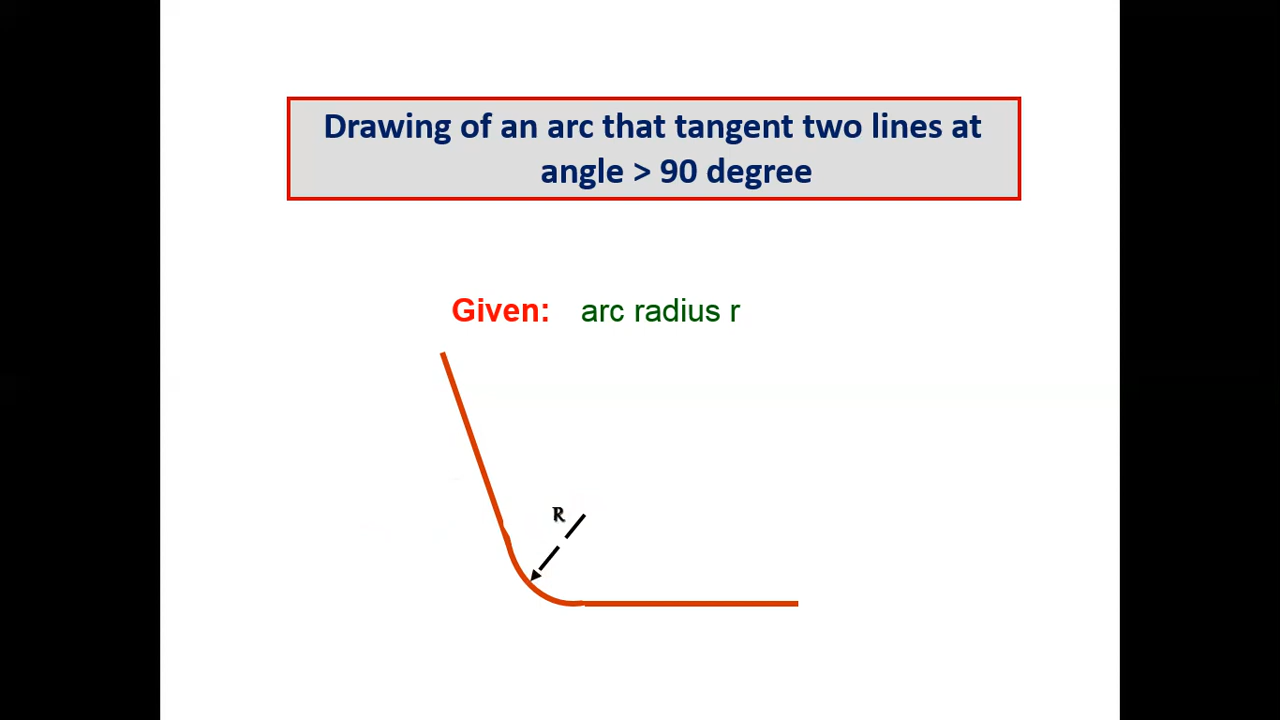 Drawing of an arc that tangent two lines at
angle > 90 degree
Given: arc radius r
R